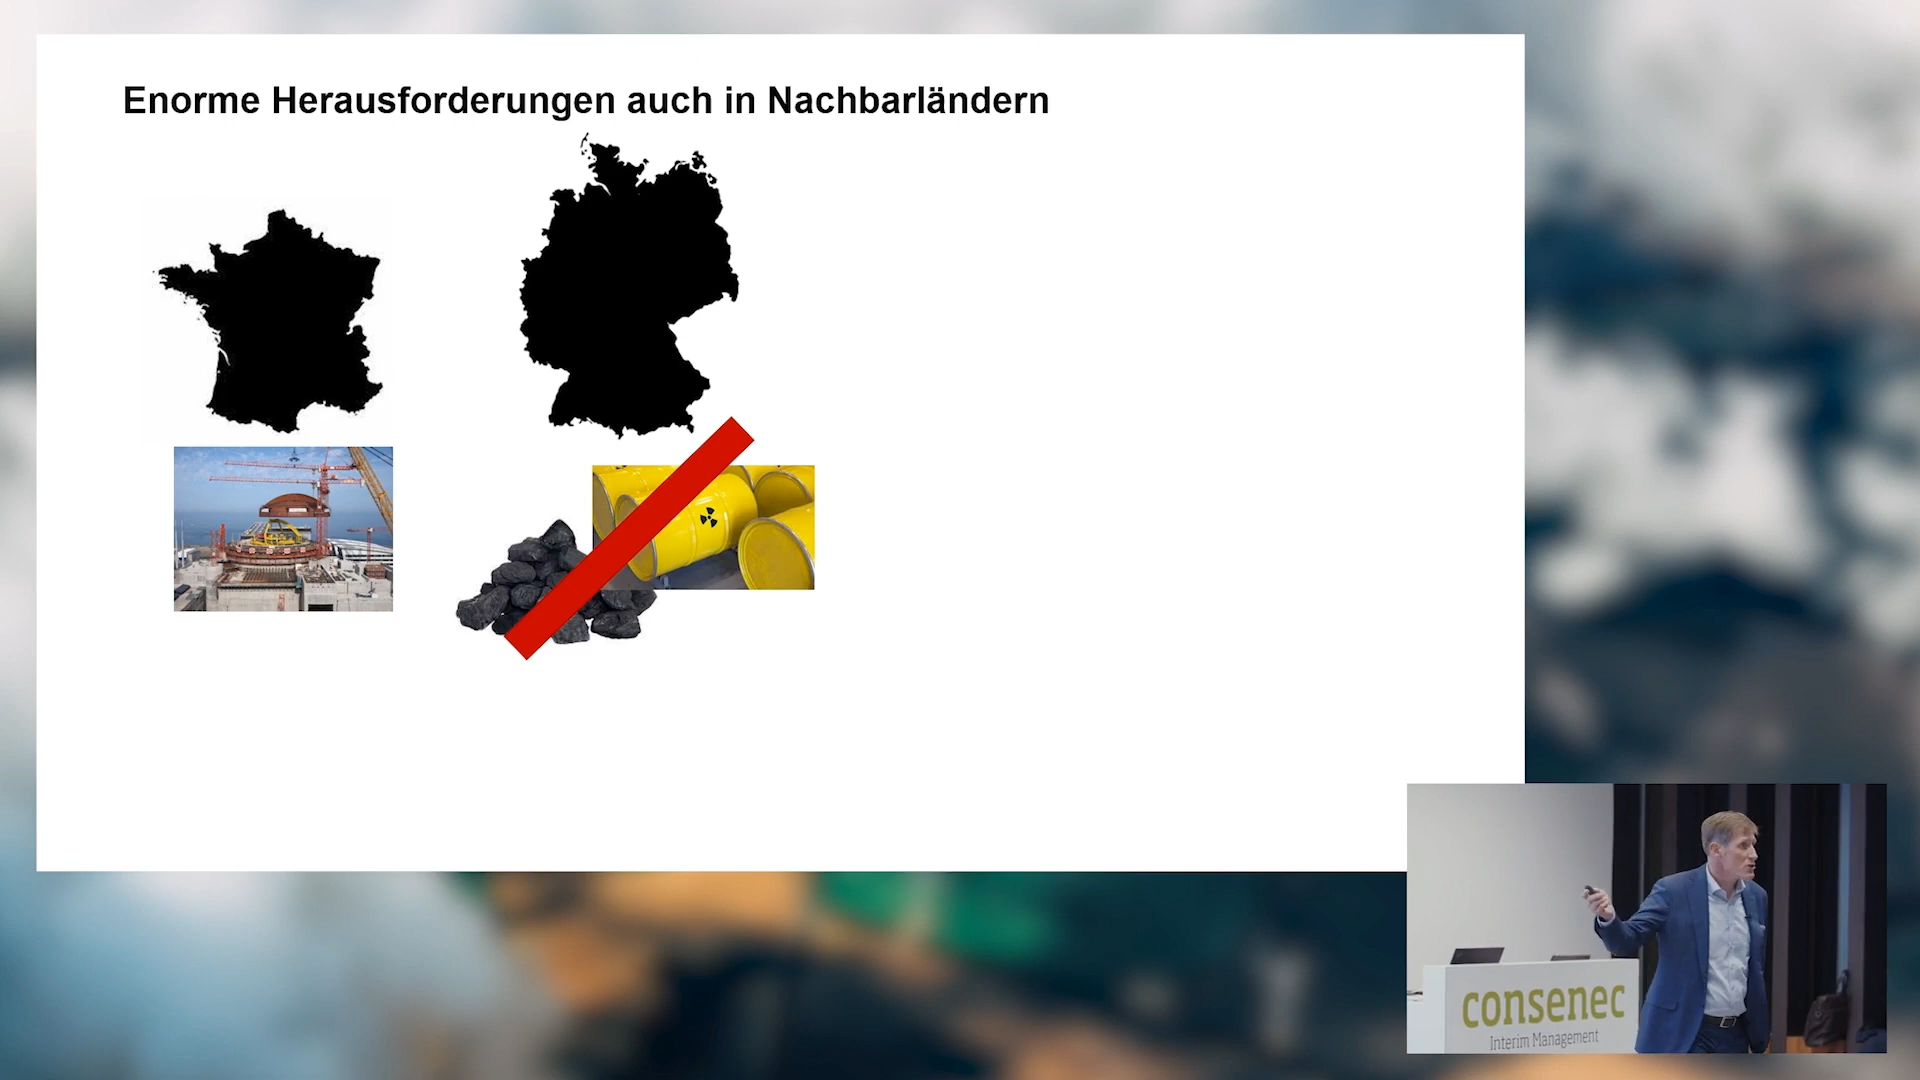 Enorme Herausforderungen auch in Nachbarländern
consenec
Interim Management